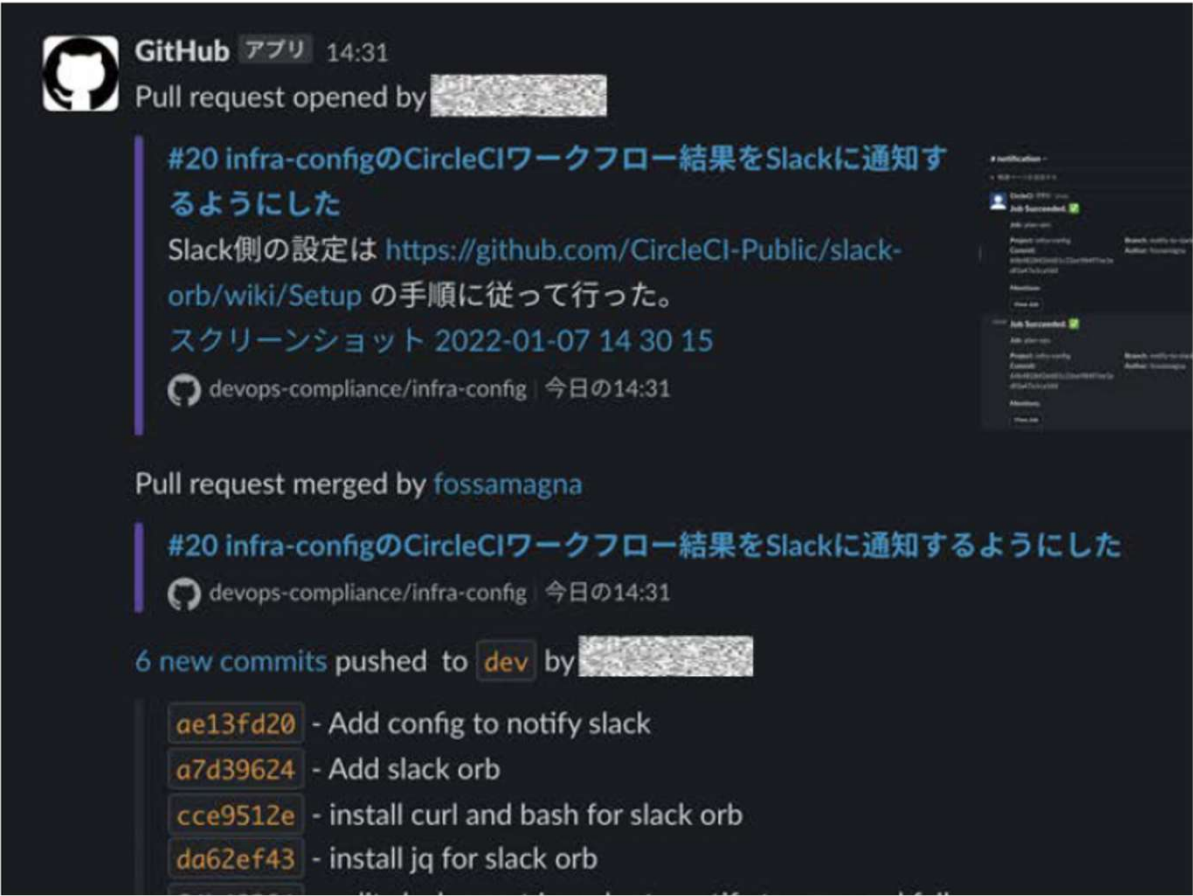 GitHub アプリ 14:31
Pull request opened by
#20 infra-configのCircleCIワークフロー結果をSlackに通知す
るようにした
Slack側の設定は https://github.com/CircleCI-Public/slack-
orb/wiki/Setup の手順に従って行った。
スクリーンショット 2022-01-07 14 30 15
devops-compliance/infra-config 今日の14:31
# notification
Job Succeeded. ✅
View Job
Job Succeeded. ✅
View Job
Pull request merged by fossamagna
#20 infra-configのCircleCIワークフロー結果をSlackに通知するようにした
devops-compliance/infra-config 今日の14:31
6 new commits pushed to dev by
ae13fd20 - Add config to notify slack
a7d39624 - Add slack orb
cce9512e - install curl and bash for slack orb
da62ef43 - install jq for slack orb